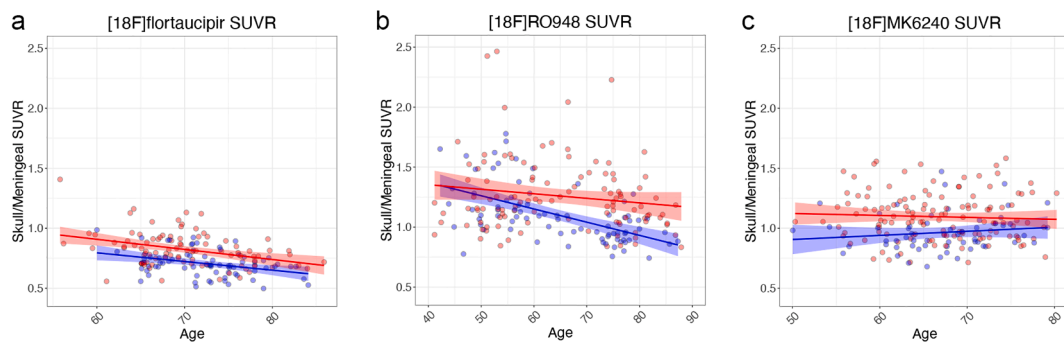 a
[18F]flortaucipir SUVR
Skull/Meningeal SUVR
2.5
2.0
1.5
1.0
0.5
60
70
80
Age
b
[18F]RO948 SUVR
Skull/Meningeal SUVR
2.5
2.0
1.5
1.0
0.5
40
50
60
70
80
90
Age
c
[18F]MK6240 SUVR
Skull/Meningeal SUVR
2.5
2.0
1.5
1.0
0.5
50
60
70
80
Age